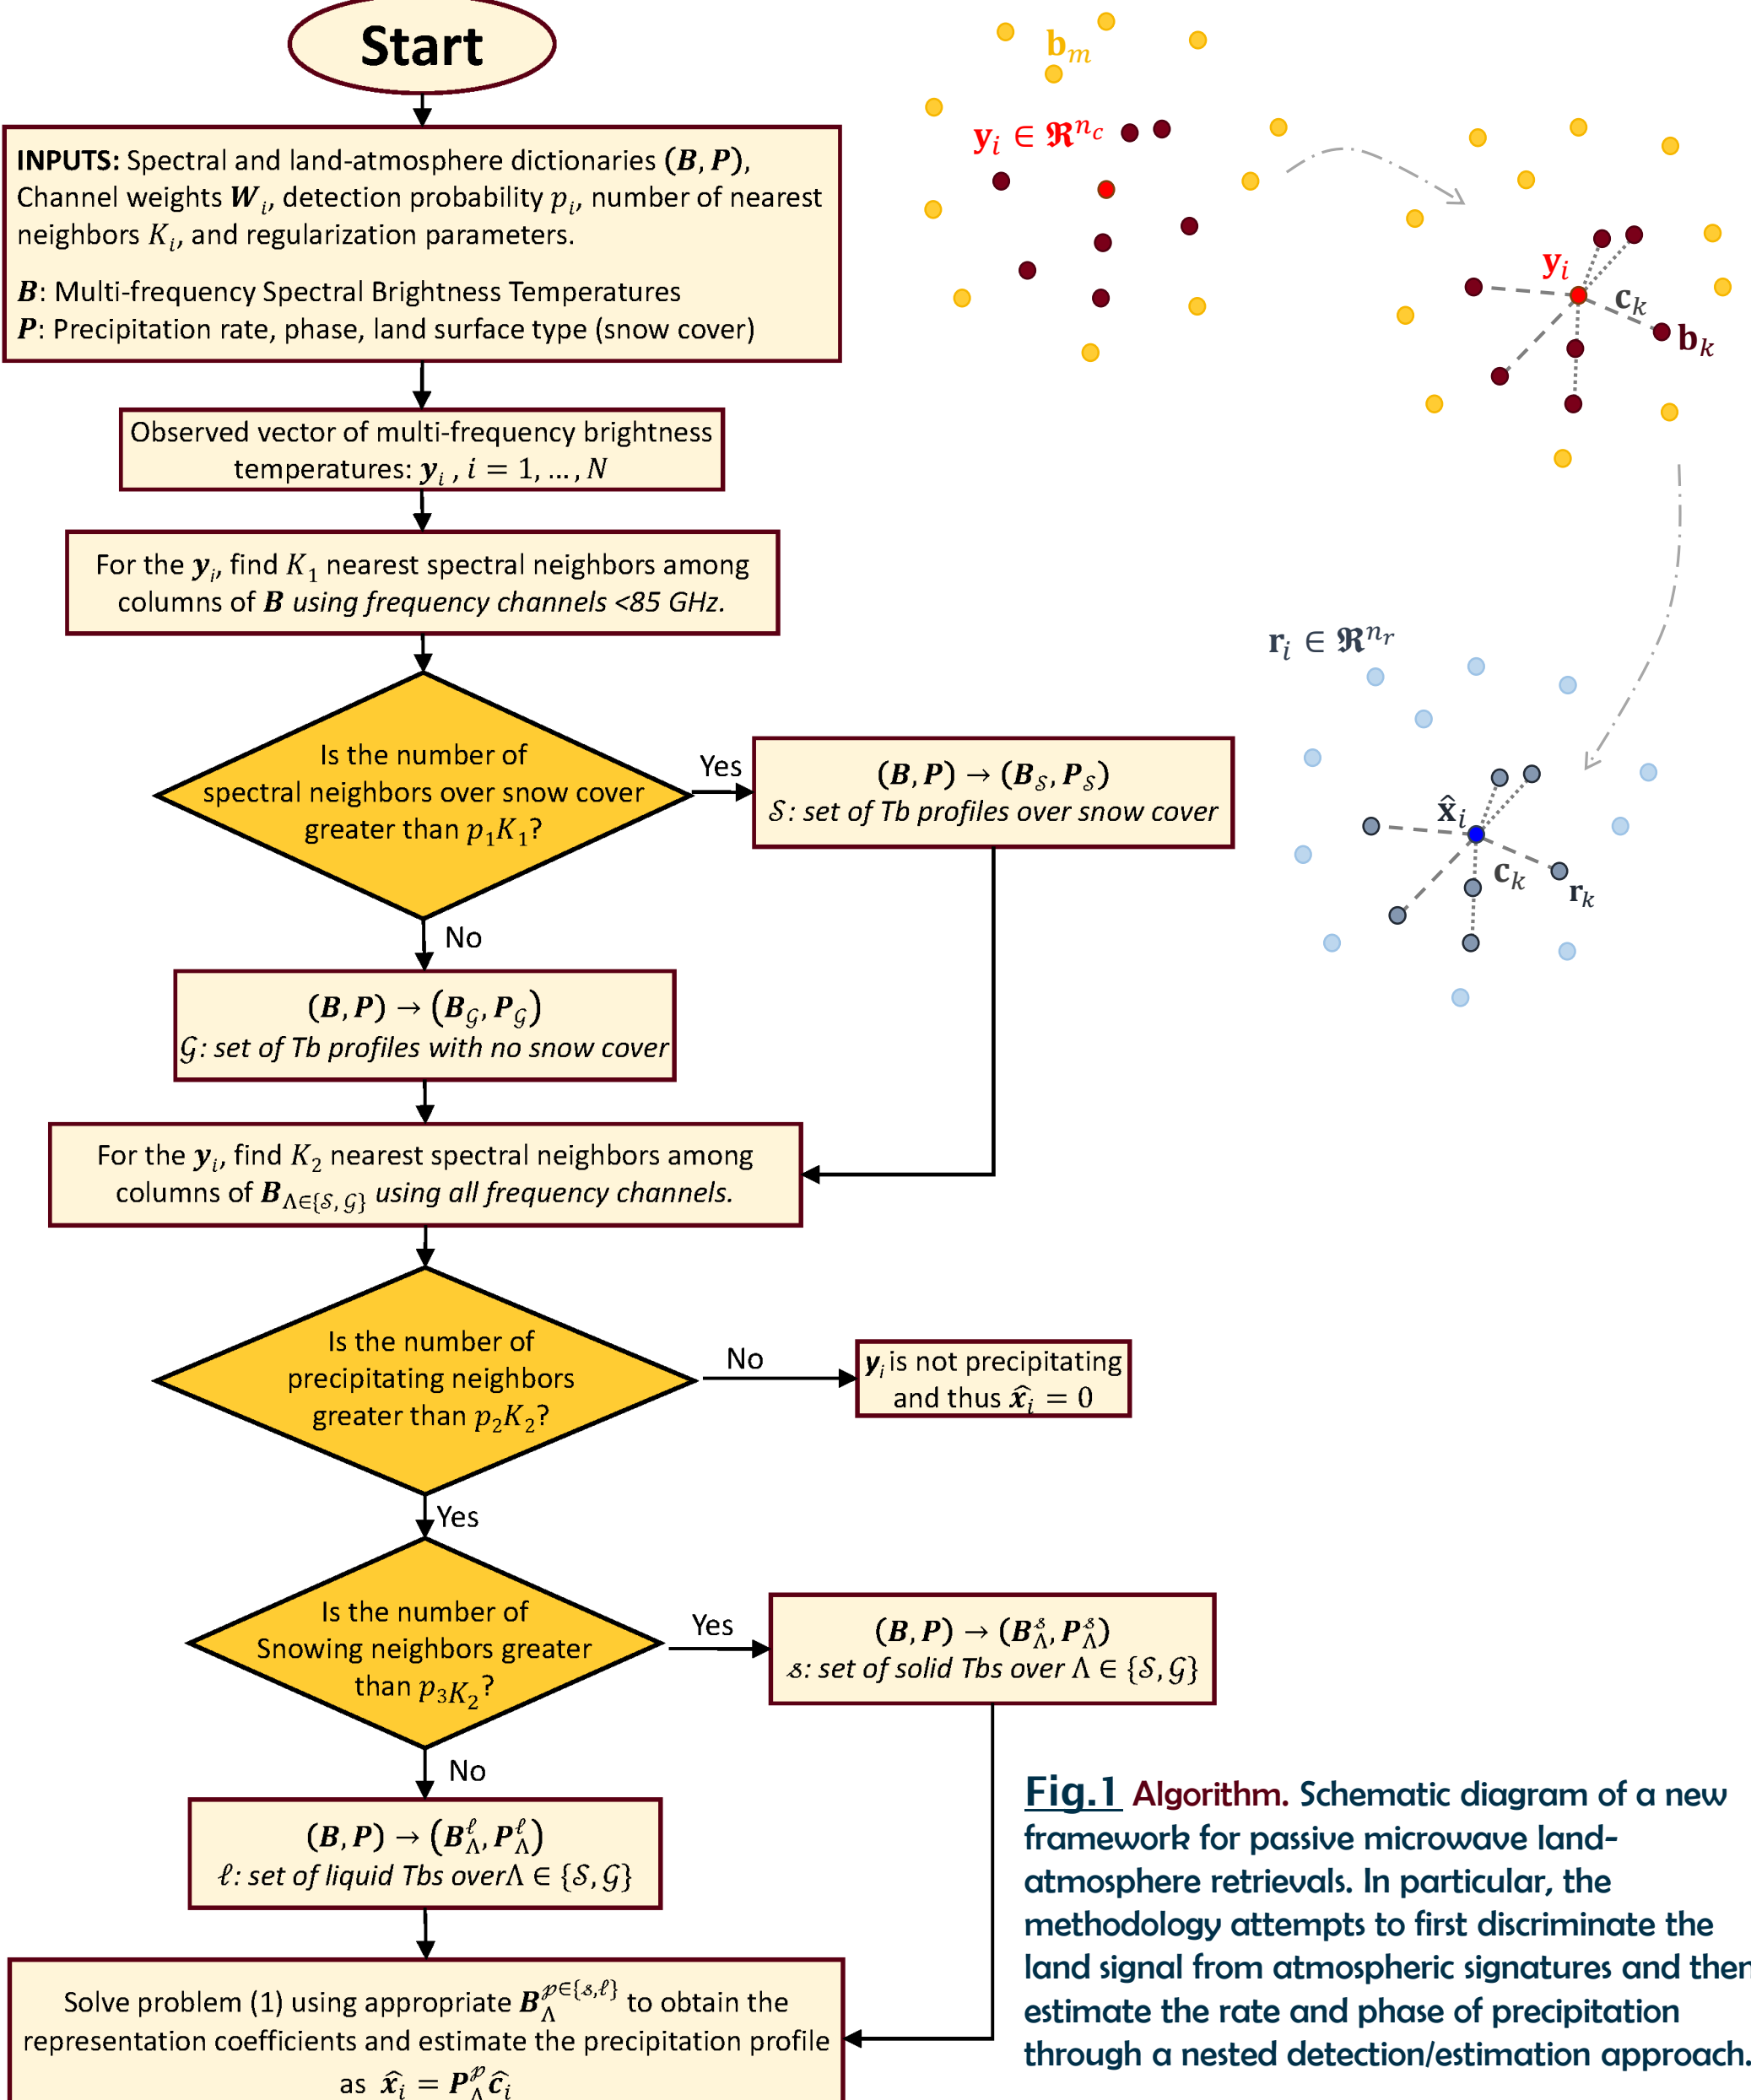 Start
INPUTS: Spectral and land-atmosphere dictionaries (B, P),
Channel weights W_i, detection probability p_i, number of nearest
neighbors K_i, and regularization parameters.
B: Multi-frequency Spectral Brightness Temperatures
P: Precipitation rate, phase, land surface type (snow cover)
Observed vector of multi-frequency brightness
temperatures: y_i , i = 1, ..., N
For the y_i, find K_1 nearest spectral neighbors among
columns of B using frequency channels <85 GHz.
Is the number of
spectral neighbors over snow cover
greater than p_1K_1?
Yes
(B, P) → (B_𝒮, P_𝒮)
𝒮: set of Tb profiles over snow cover
No
(B, P) → (B_𝒢, P_𝒢)
𝒢: set of Tb profiles with no snow cover
For the y_i, find K_2 nearest spectral neighbors among
columns of B_Λ∈{𝒮, 𝒢} using all frequency channels.
Is the number of
precipitating neighbors
greater than p_2K_2?
No
y_i is not precipitating
and thus x̂_i = 0
Yes
Is the number of
Snowing neighbors greater
than p_3K_2?
Yes
(B, P) → (B_Λ^𝓈, P_Λ^𝓈)
𝓈: set of solid Tbs over Λ ∈ {𝒮, 𝒢}
No
(B, P) → (B_Λ^ℓ, P_Λ^ℓ)
ℓ: set of liquid Tbs overΛ ∈ {𝒮, 𝒢}
Solve problem (1) using appropriate B_Λ^𝓅∈{𝓈,ℓ} to obtain the
representation coefficients and estimate the precipitation profile
as x̂_i = P_Λ^𝓅 ĉ_i
b_m
y_i ∈ ℜ^n_c
y_i
c_k
b_k
r_i ∈ ℜ^n_r
x̂_i
c_k
r_k
Fig.1 Algorithm. Schematic diagram of a new
framework for passive microwave land-
atmosphere retrievals. In particular, the
methodology attempts to first discriminate the
land signal from atmospheric signatures and then
estimate the rate and phase of precipitation
through a nested detection/estimation approach.